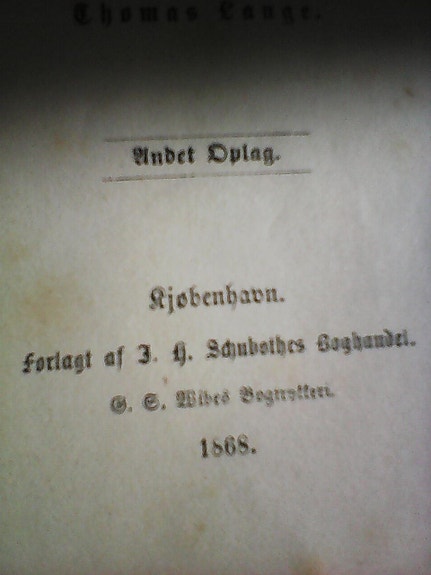 Thomas Lange.
Andet Oplag.
Kjøbenhavn.
Forlagt af J. H. Schubothes Boghandel.
G. S. Wibes Bogtrykkeri.
1868.